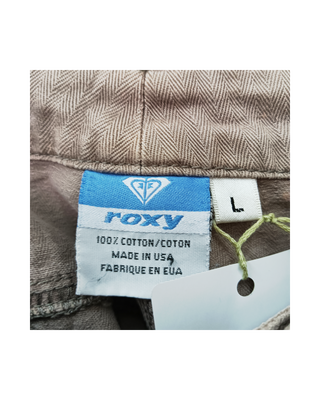 roxy
L
100% COTTON/COTON
MADE IN USA
FABRIQUE EN EUA